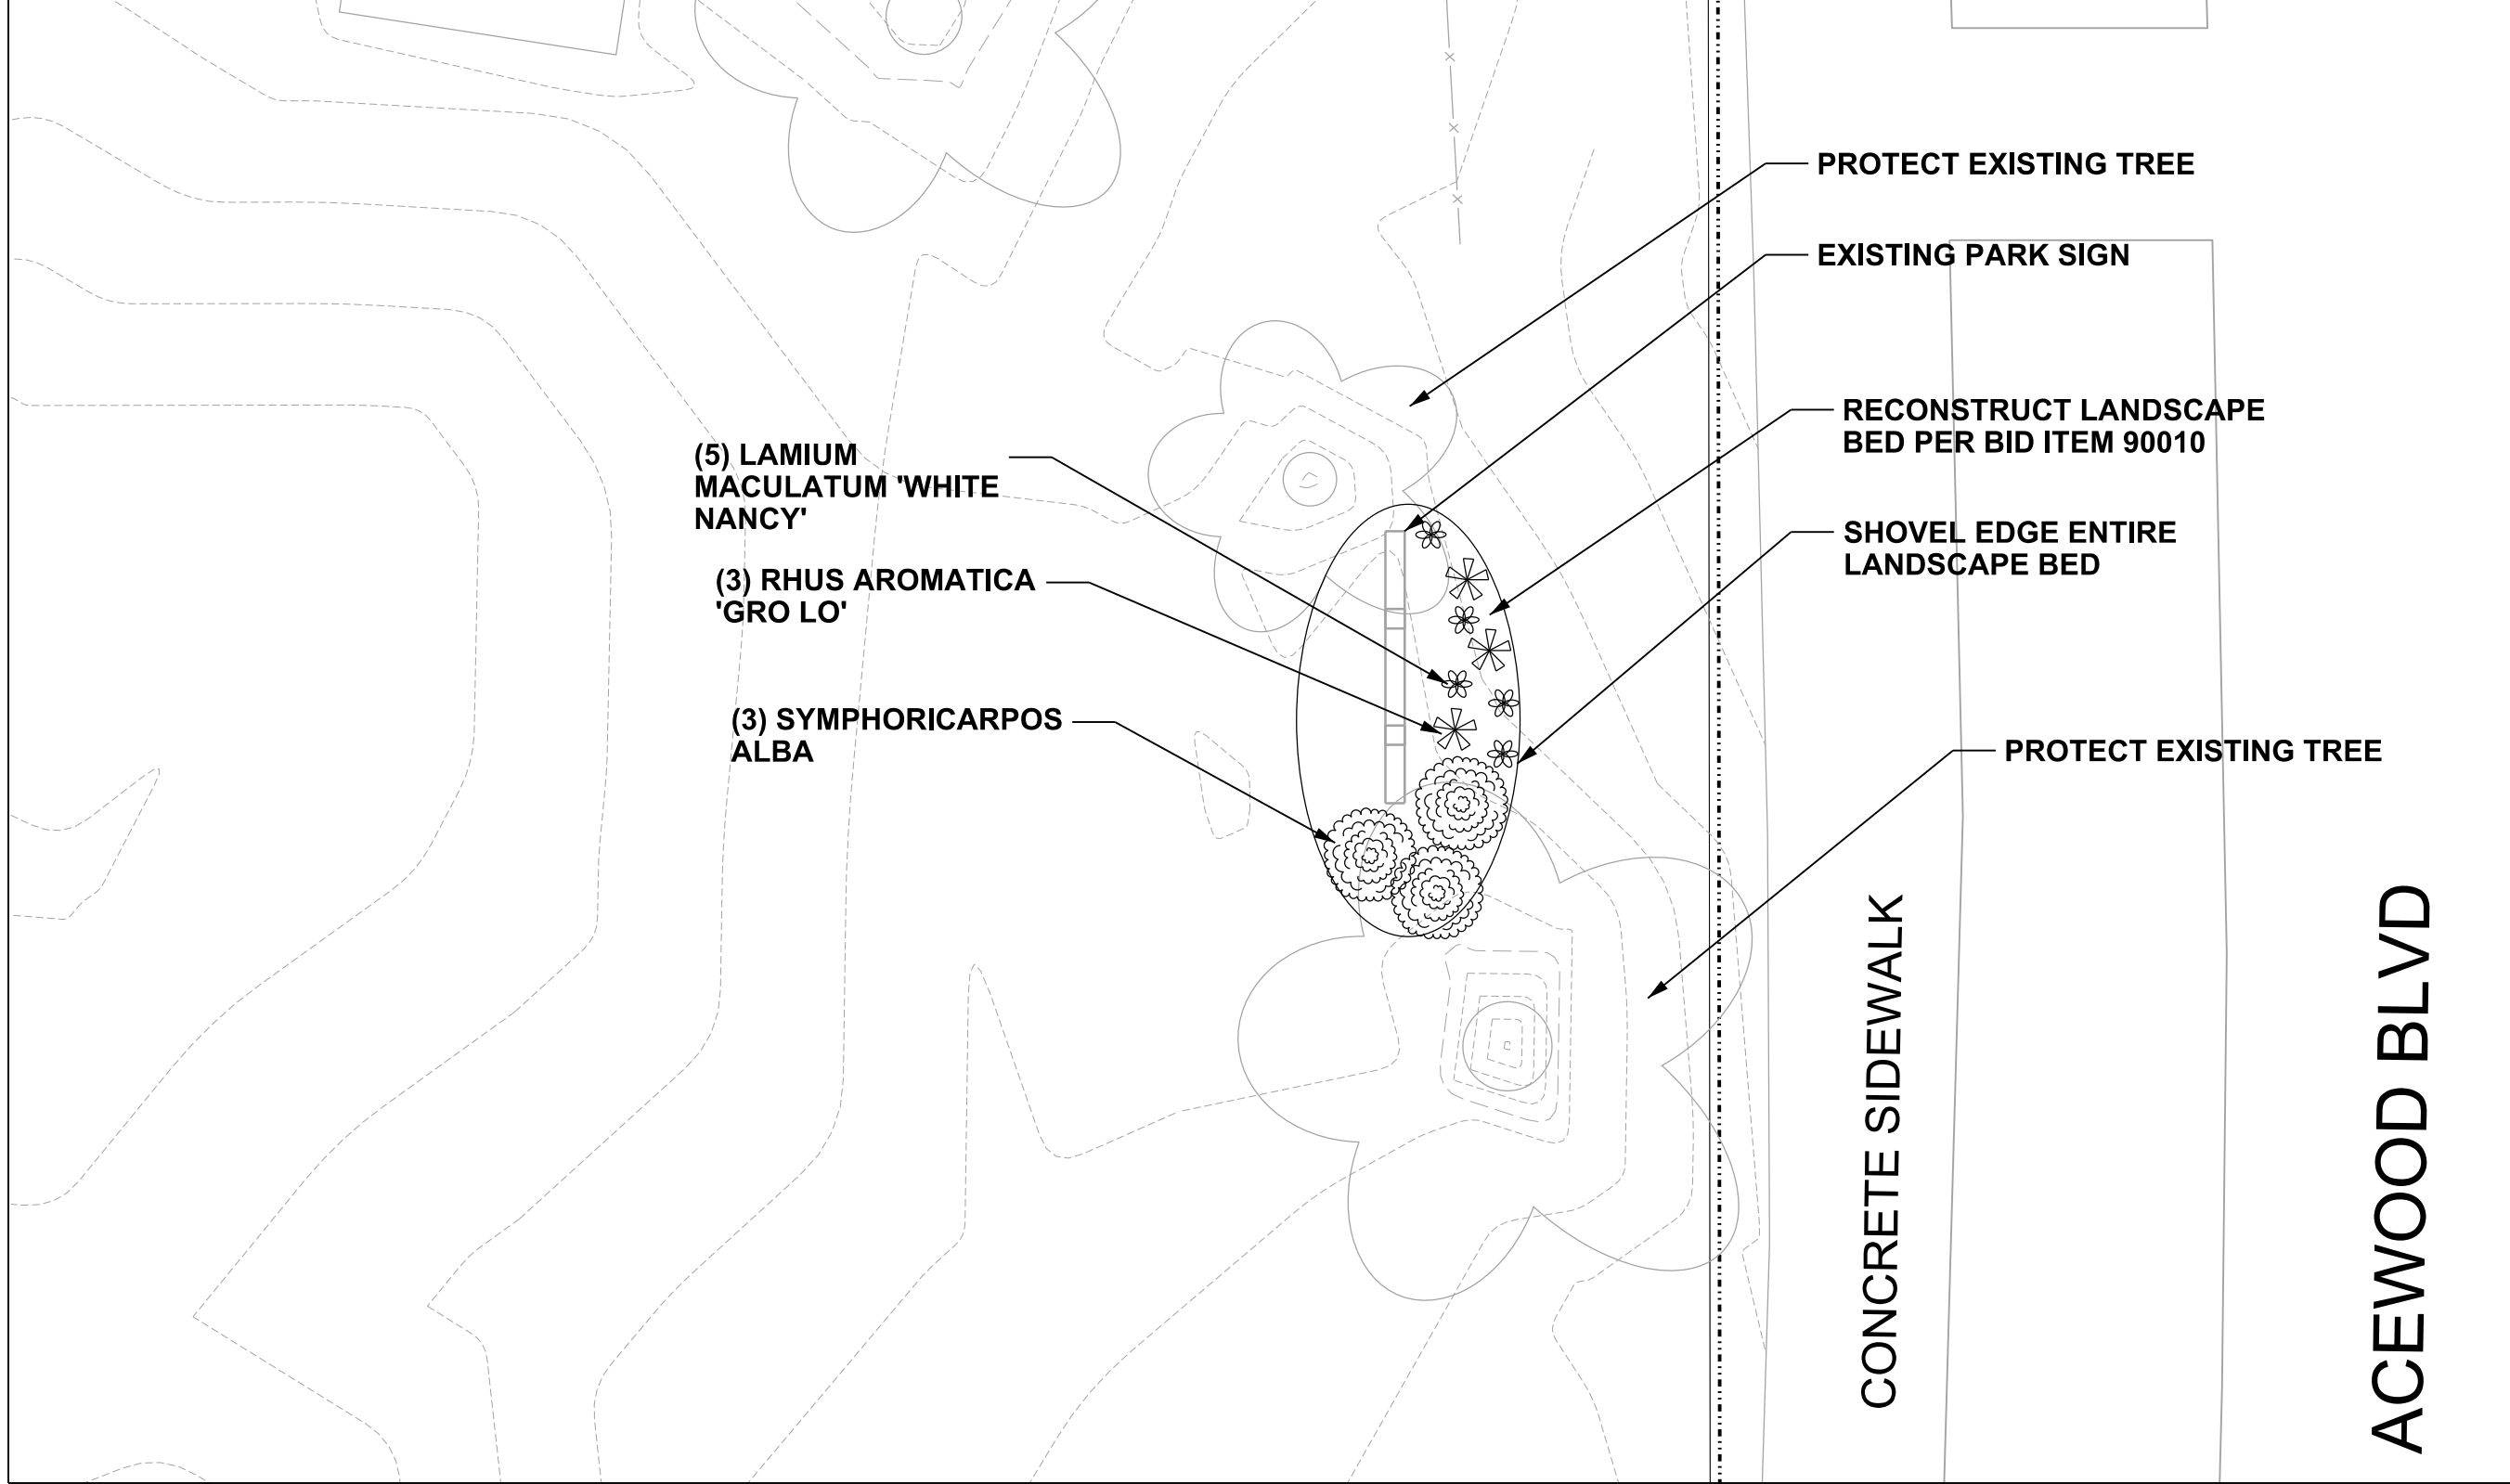 PROTECT EXISTING TREE
EXISTING PARK SIGN
RECONSTRUCT LANDSCAPE
BED PER BID ITEM 90010
(5) LAMIUM
MACULATUM 'WHITE
NANCY'
SHOVEL EDGE ENTIRE
LANDSCAPE BED
(3) RHUS AROMATICA
'GRO LO'
(3) SYMPHORICARPOS
ALBA
PROTECT EXISTING TREE
CONCRETE SIDEWALK
ACEWOOD BLVD